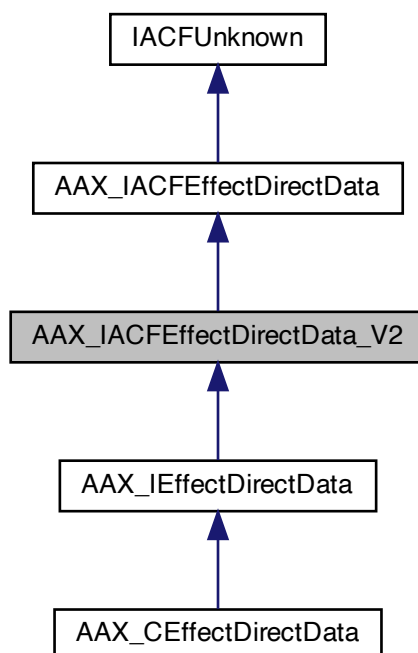 IACFUnknown
AAX_IACFEffectDirectData
AAX_IACFEffectDirectData_V2
AAX_IEffectDirectData
AAX_CEffectDirectData